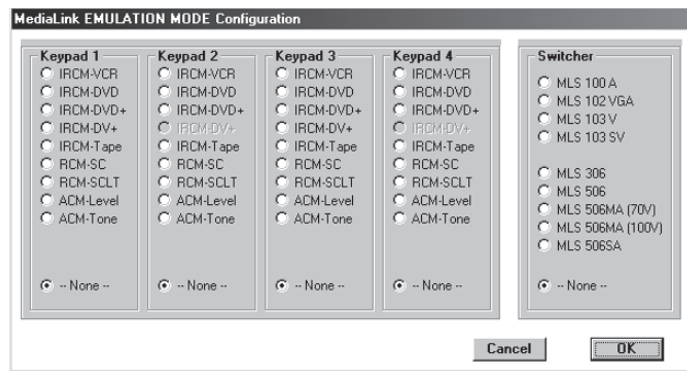 MediaLink EMULATION MODE Configuration
Keypad 1
IRCM-VCR
IRCM-DVD
IRCM-DVD+
IRCM-DV+
IRCM-Tape
RCM-SC
RCM-SCLT
ACM-Level
ACM-Tone
-- None --
Keypad 2
IRCM-VCR
IRCM-DVD
IRCM-DVD+
IRCM-DV+
IRCM-Tape
RCM-SC
RCM-SCLT
ACM-Level
ACM-Tone
-- None --
Keypad 3
IRCM-VCR
IRCM-DVD
IRCM-DVD+
IRCM-DV+
IRCM-Tape
RCM-SC
RCM-SCLT
ACM-Level
ACM-Tone
-- None --
Keypad 4
IRCM-VCR
IRCM-DVD
IRCM-DVD+
IRCM-DV+
IRCM-Tape
RCM-SC
RCM-SCLT
ACM-Level
ACM-Tone
-- None --
Switcher
MLS 100 A
MLS 102 VGA
MLS 103 V
MLS 103 SV
MLS 306
MLS 506
MLS 506MA (70V)
MLS 506MA (100V)
MLS 506SA
-- None --
Cancel
OK